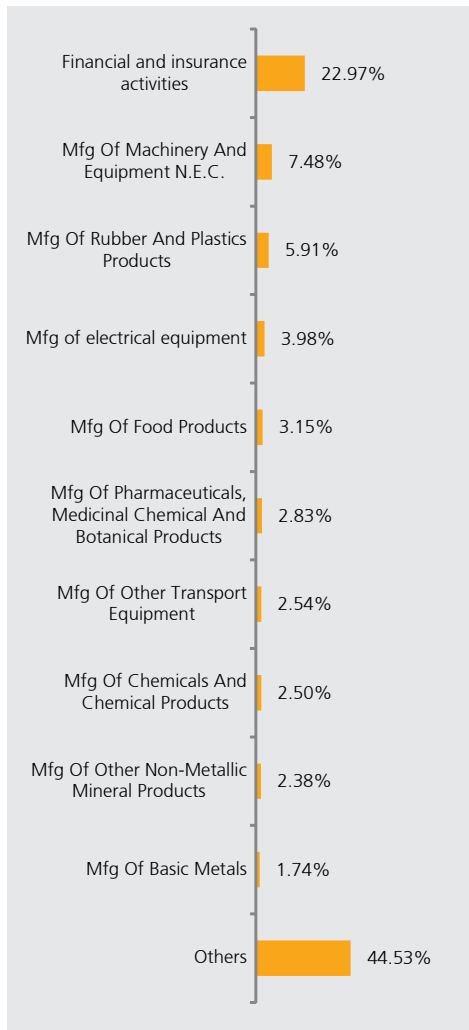 Financial and insurance
activities
22.97%
Mfg Of Machinery And
Equipment N.E.C.
7.48%
Mfg Of Rubber And Plastics
Products
5.91%
Mfg of electrical equipment
3.98%
Mfg Of Food Products
3.15%
Mfg Of Pharmaceuticals,
Medicinal Chemical And
Botanical Products
2.83%
Mfg Of Other Transport
Equipment
2.54%
Mfg Of Chemicals And
Chemical Products
2.50%
Mfg Of Other Non-Metallic
Mineral Products
2.38%
Mfg Of Basic Metals
1.74%
Others
44.53%